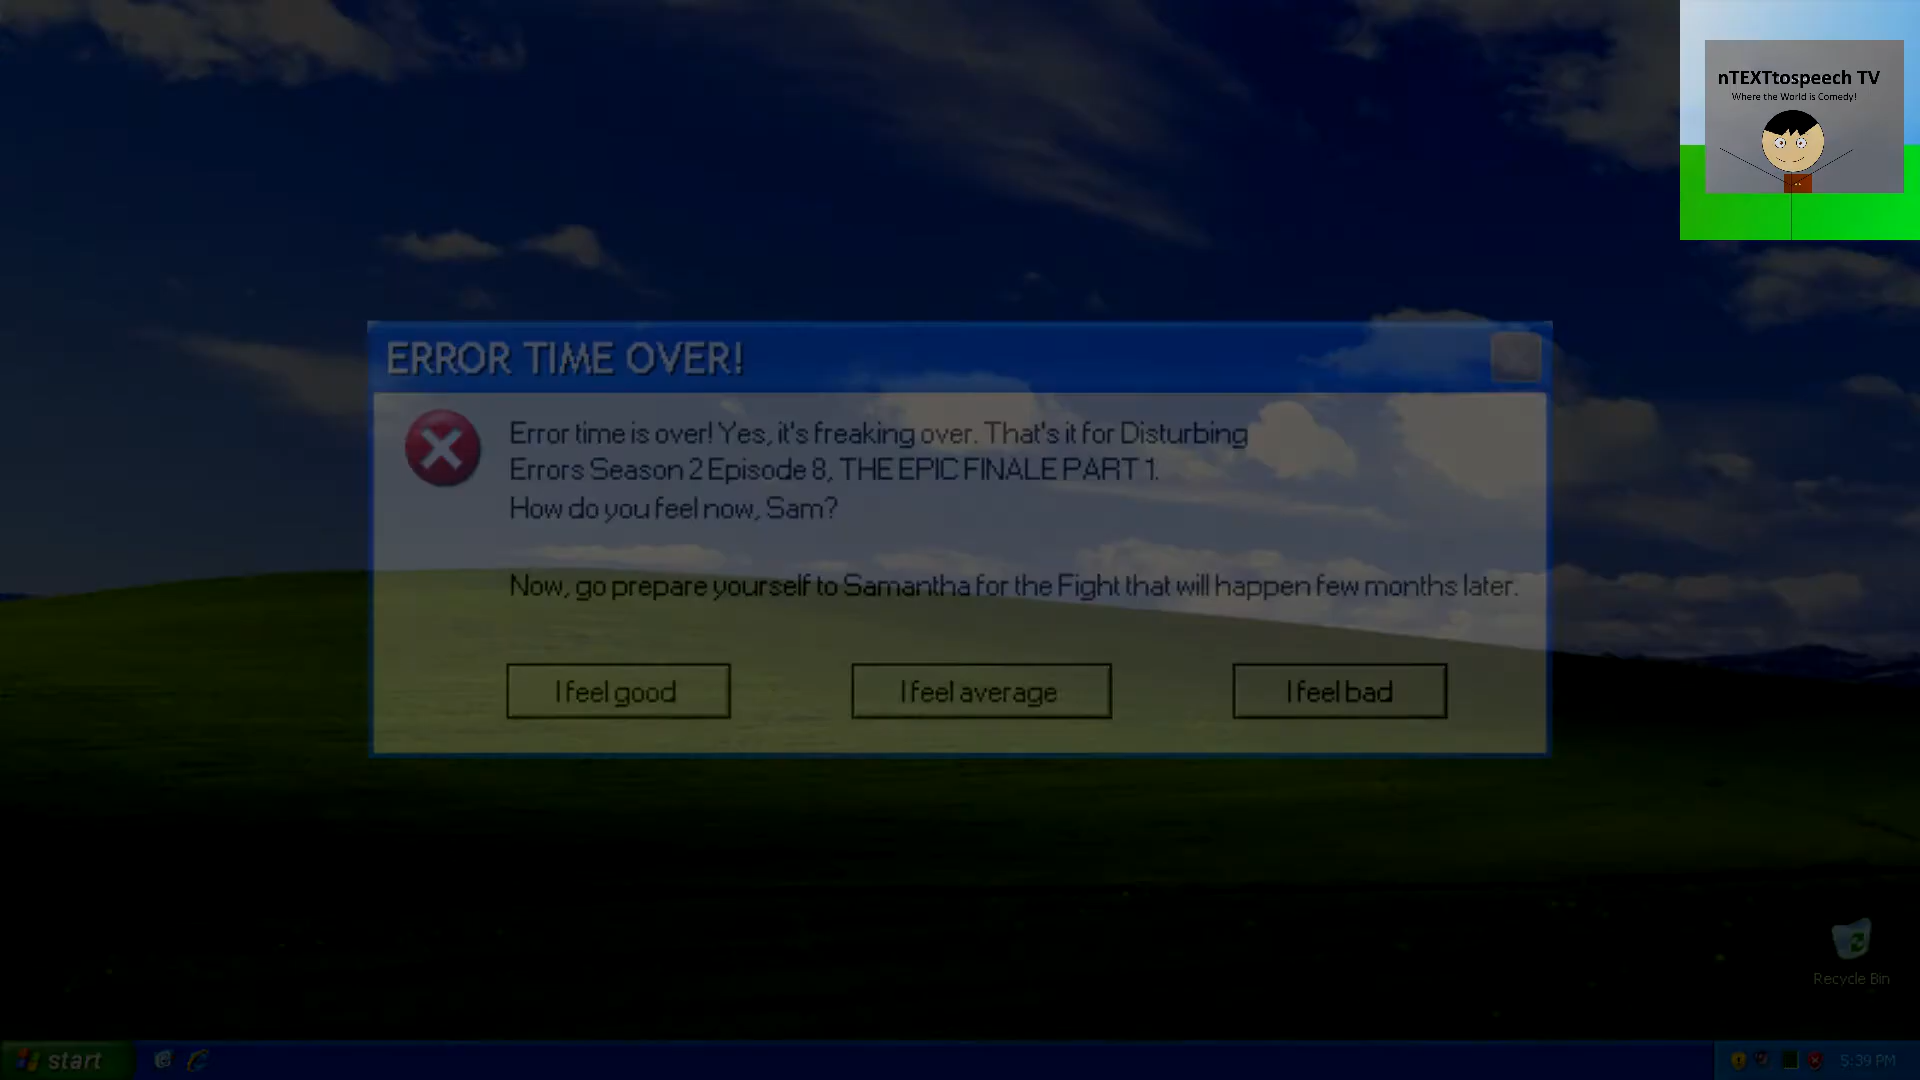 nTEXTtospeech TV
Where the World is Comedy!
ERROR TIME OVER!
Error time is over! Yes, it's freaking over. That's it for Disturbing
Errors Season 2 Episode 8, THE EPIC FINALE PART 1.
How do you feel now, Sam?
Now, go prepare yourself to Samantha for the Fight that will happen few months later.
I feel good
I feel average
I feel bad
Recycle Bin
start
5:39 PM